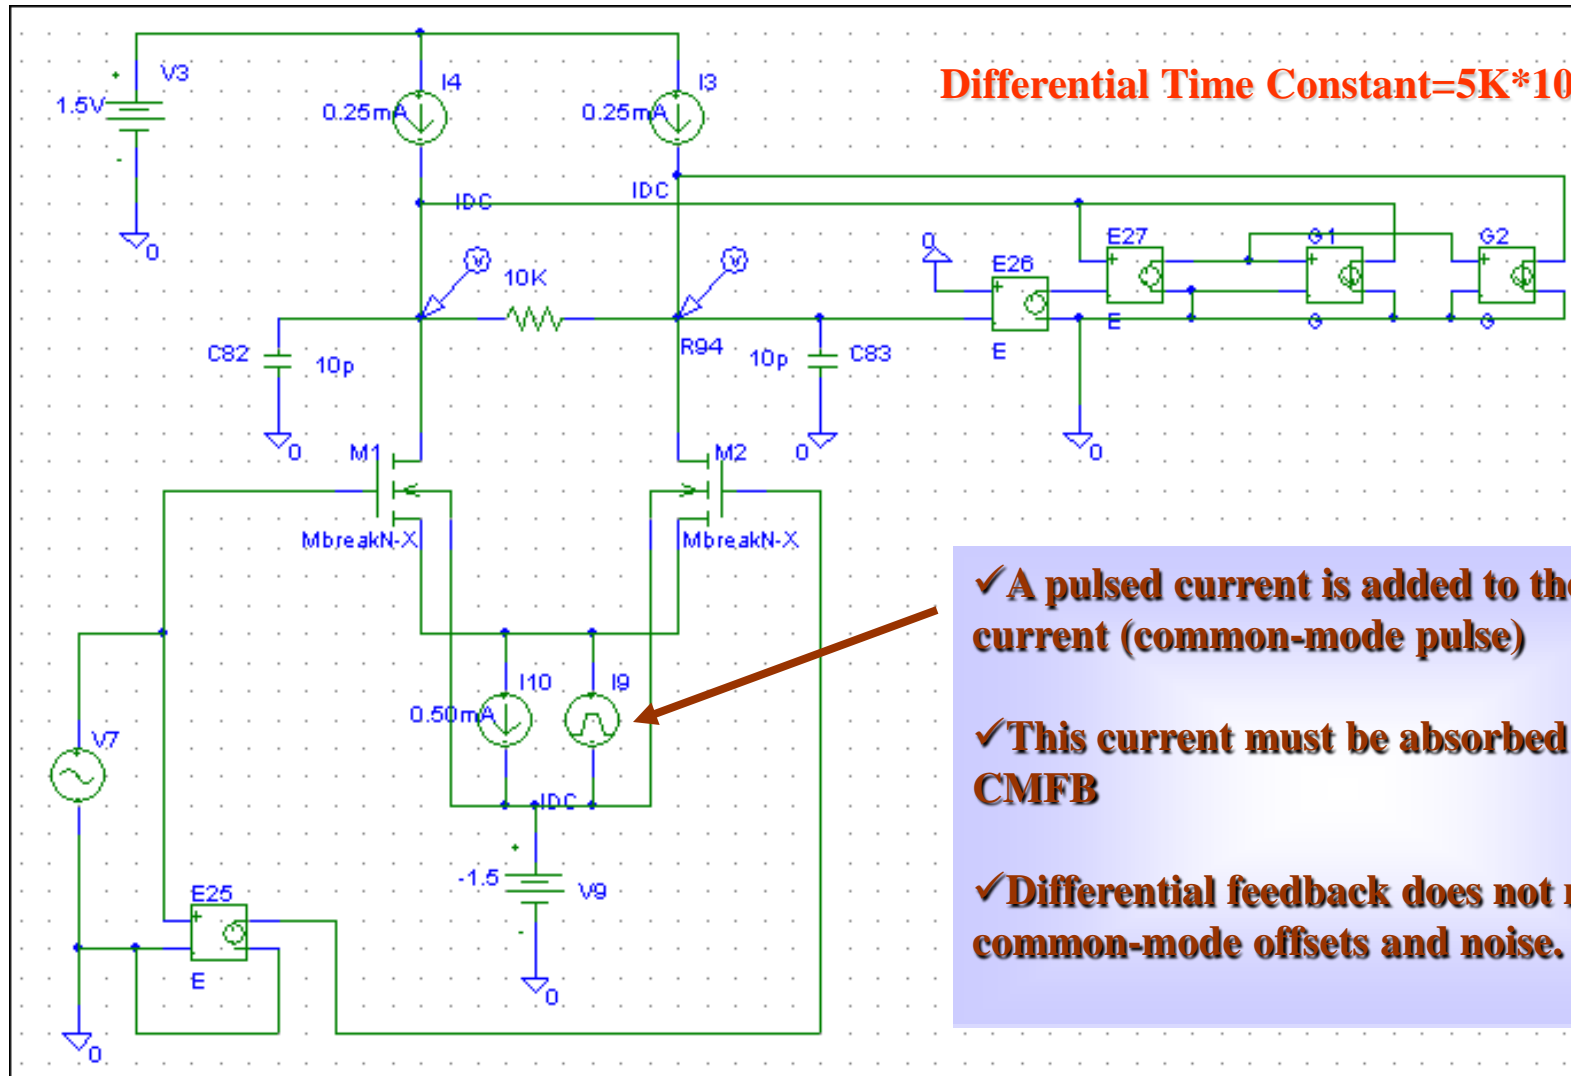 Differential Time Constant=5K*10
V3
1.5V
I4
0.25mA
I3
0.25mA
IDC
IDC
0
0
E27
G1
G2
E26
10K
E
G
G
E
C82
10p
R94
10p
C83
0
0
0
M1
M2
MbreakN-X
MbreakN-X
✓A pulsed current is added to the
current (common-mode pulse)
I10
I9
0.50mA
V7
✓This current must be absorbed
CMFB
IDC
-1.5
V9
E25
✓Differential feedback does not
common-mode offsets and noise.
E
0
0